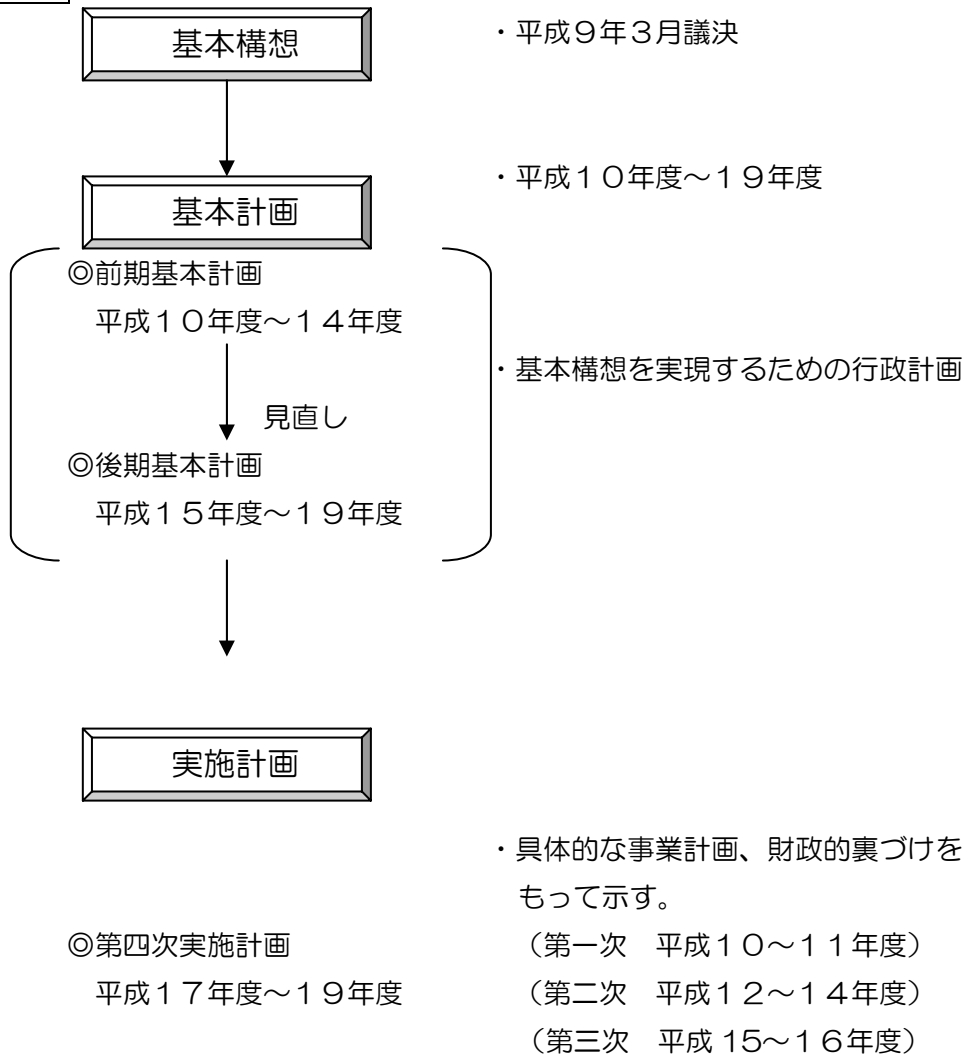 基本構想
・平成９年３月議決
・平成１０年度～１９年度
基本計画
◎前期基本計画
平成１０年度～１４年度
・基本構想を実現するための行政計画
見直し
◎後期基本計画
平成１５年度～１９年度
実施計画
・具体的な事業計画、財政的裏づけを
もって示す。
◎第四次実施計画
（第一次　平成１０～１１年度）
平成１７年度～１９年度
（第二次　平成１２～１４年度）
（第三次　平成 15～１６年度）